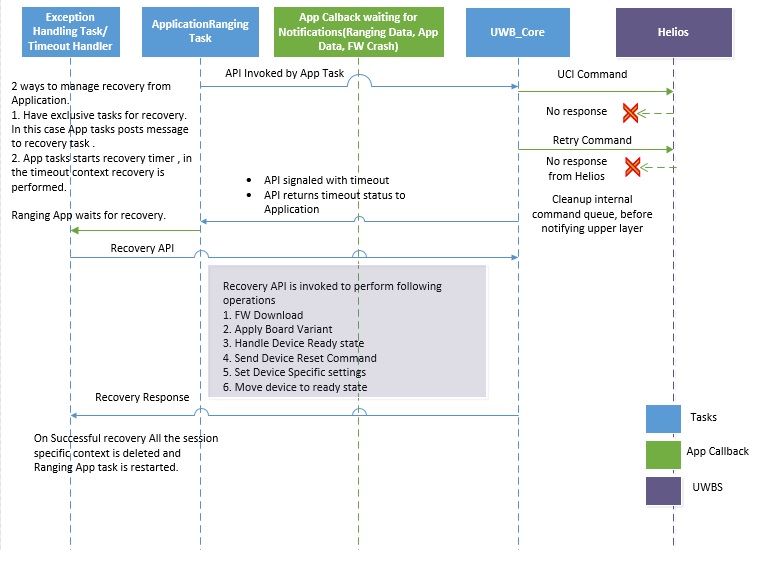 Exception
Handling Task/
Timeout Handler
ApplicationRanging
Task
App Calback waiting for
Notifications(Ranging Data, App
Data, FW Crash)
UWB_Core
Helios
API Invoked by App Task
UCI Command
2 ways to manage recovery from
Application.
1. Have exclusive tasks for recovery.
In this case App tasks posts message
to recovery task .
2. App tasks starts recovery timer , in
the timeout context recovery is
performed.
No response
Retry Command
No response
from Helios
• API signaled with timeout
• API returns timeout status to
Application
Cleanup internal
command queue, before
notifying upper layer
Ranging App waits for recovery.
Recovery API
Recovery API is invoked to perform following
operations
1. FW Download
2. Apply Board Variant
3. Handle Device Ready state
4. Send Device Reset Command
5. Set Device Specific settings
6. Move device to ready state
Recovery Response
On Successful recovery All the session
specific context is deleted and
Ranging App task is restarted.
Tasks
App Callback
UWBS